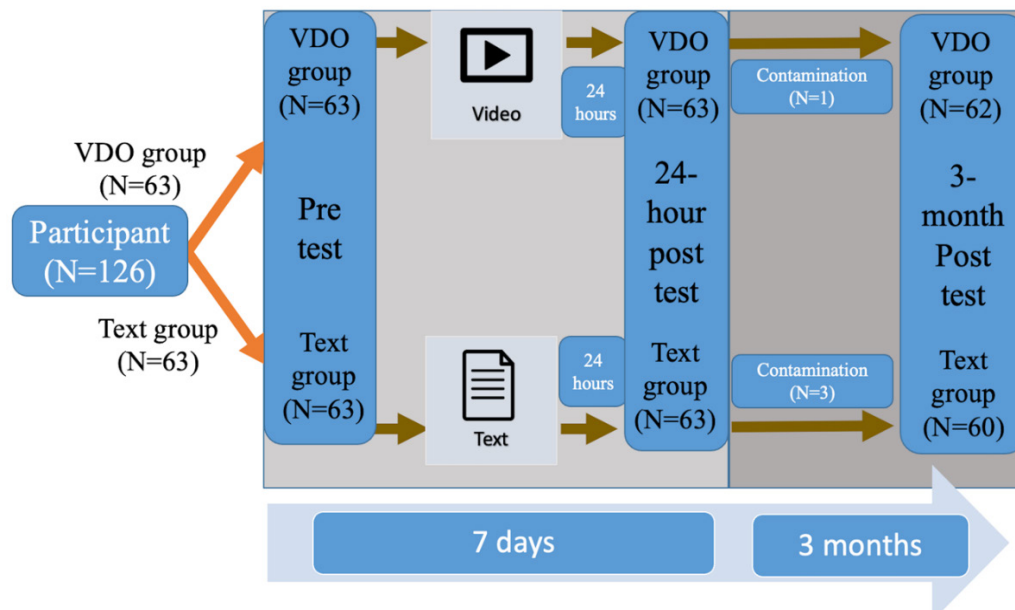 Participant
(N=126)
VDO group
(N=63)
Text group
(N=63)
VDO
group
(N=63)
Pre
test
Text
group
(N=63)
Video
24
hours
Text
24
hours
VDO
group
(N=63)
24-
hour
post
test
Text
group
(N=63)
Contamination
(N=1)
Contamination
(N=3)
VDO
group
(N=62)
3-
month
Post
test
Text
group
(N=60)
7 days
3 months